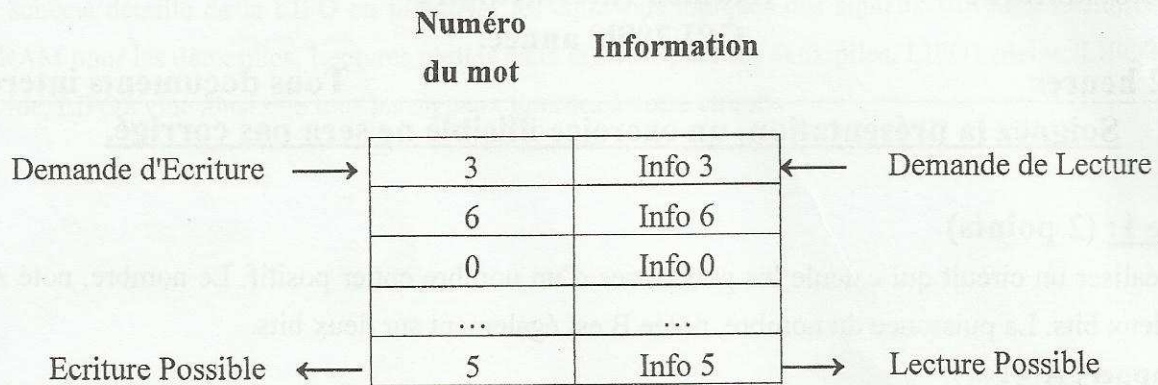 Numéro
du mot
Information
Demande d'Ecriture → 3 Info 3 ← Demande de Lecture
6 Info 6
0 Info 0
... ...
Ecriture Possible ← 5 Info 5 → Lecture Possible